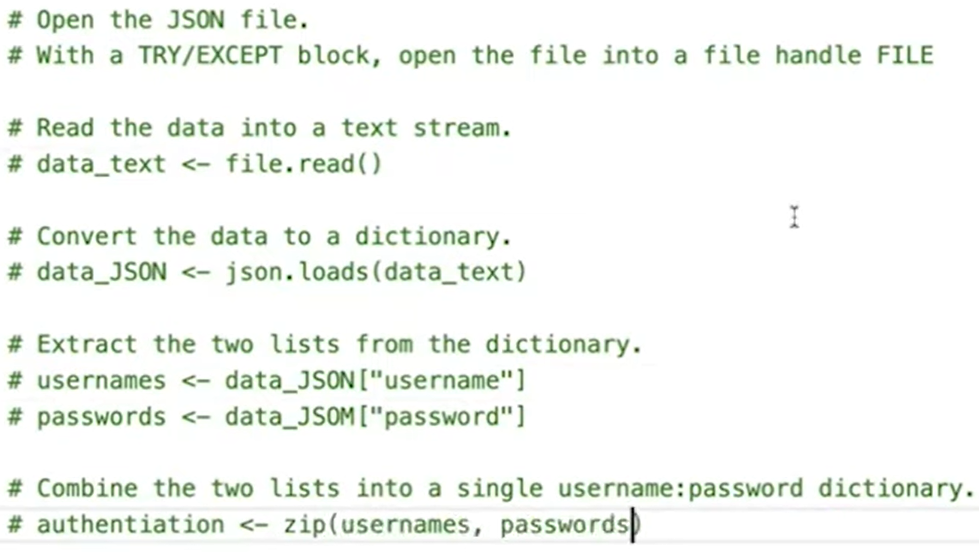 # Open the JSON file.
# With a TRY/EXCEPT block, open the file into a file handle FILE
# Read the data into a text stream.
# data_text <- file.read()
# Convert the data to a dictionary.
# data_JSON <- json.loads(data_text)
# Extract the two lists from the dictionary.
# usernames <- data_JSON["username"]
# passwords <- data_JSOM["password"]
# Combine the two lists into a single username:password dictionary.
# authentiation <- zip(usernames, passwords)